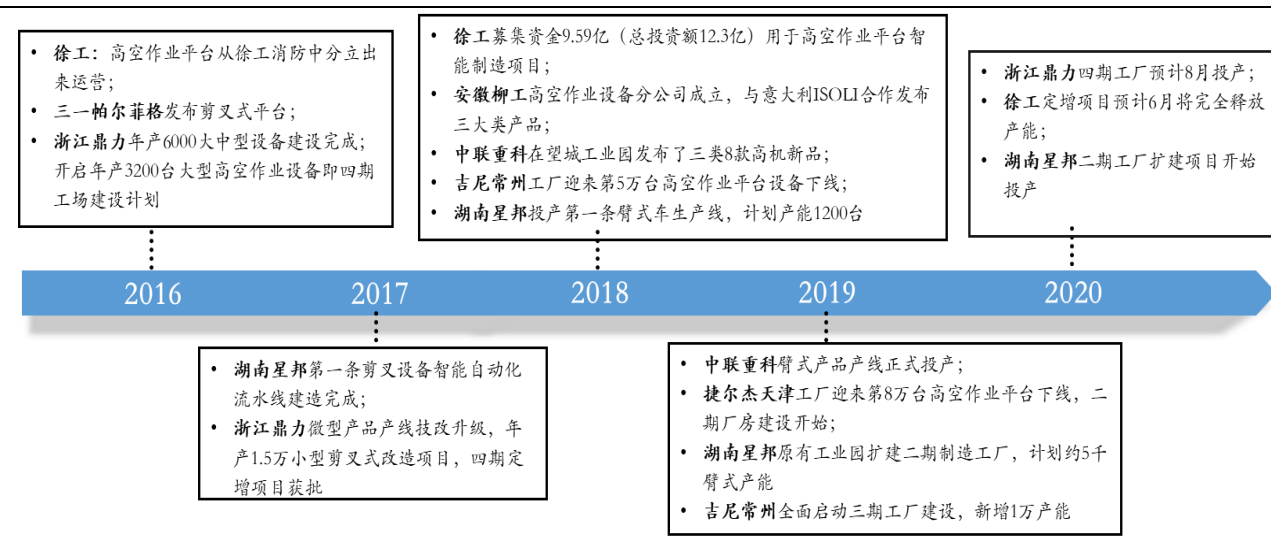 • 徐工：高空作业平台从徐工消防中分立出
来运营；
• 三一帕尔菲格发布剪叉式平台；
• 浙江鼎力年产6000大中型设备建设完成；
开启年产3200台大型高空作业设备即四期
工场建设计划
• 徐工募集资金9.59亿（总投资额12.3亿）用于高空作业平台智
能制造项目；
• 安徽柳工高空作业设备分公司成立，与意大利ISOLI合作发布
三大类产品；
• 中联重科在望城工业园发布了三类8款高机新品；
• 吉尼常州工厂迎来第5万台高空作业平台设备下线；
• 湖南星邦投产第一条臂式车生产线，计划产能1200台
• 浙江鼎力四期工厂预计8月投产；
• 徐工定增项目预计6月将完全释放
产能；
• 湖南星邦二期工厂扩建项目开始
投产
2016 2017 2018 2019 2020
• 湖南星邦第一条剪叉设备智能自动化
流水线建造完成；
• 浙江鼎力微型产品产线技改升级，年
产1.5万小型剪叉式改造项目，四期定
增项目获批
• 中联重科臂式产品产线正式投产；
• 捷尔杰天津工厂迎来第8万台高空作业平台下线，二
期厂房建设开始；
• 湖南星邦原有工业园扩建二期制造工厂，计划约5千
臂式产能
• 吉尼常州全面启动三期工厂建设，新增1万产能